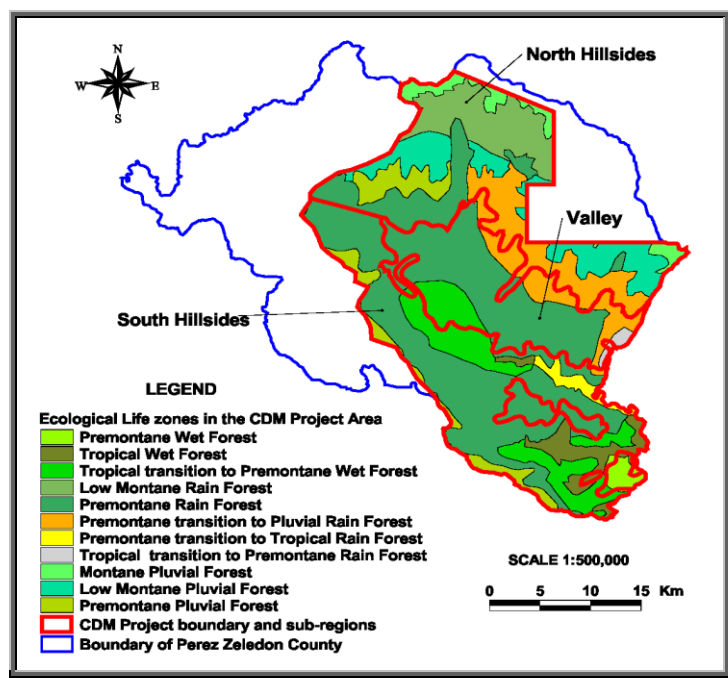 N
W E
S
North Hillsides
Valley
South Hillsides
LEGEND
Ecological Life zones in the CDM Project Area
Premontane Wet Forest
Tropical Wet Forest
Tropical transition to Premontane Wet Forest
Low Montane Rain Forest
Premontane Rain Forest
Premontane transition to Pluvial Rain Forest
Premontane transition to Tropical Rain Forest
Tropical transition to Premontane Rain Forest
Montane Pluvial Forest
Low Montane Pluvial Forest
Premontane Pluvial Forest
CDM Project boundary and sub-regions
Boundary of Perez Zeledon County
SCALE 1:500,000
0 5 10 15 Km